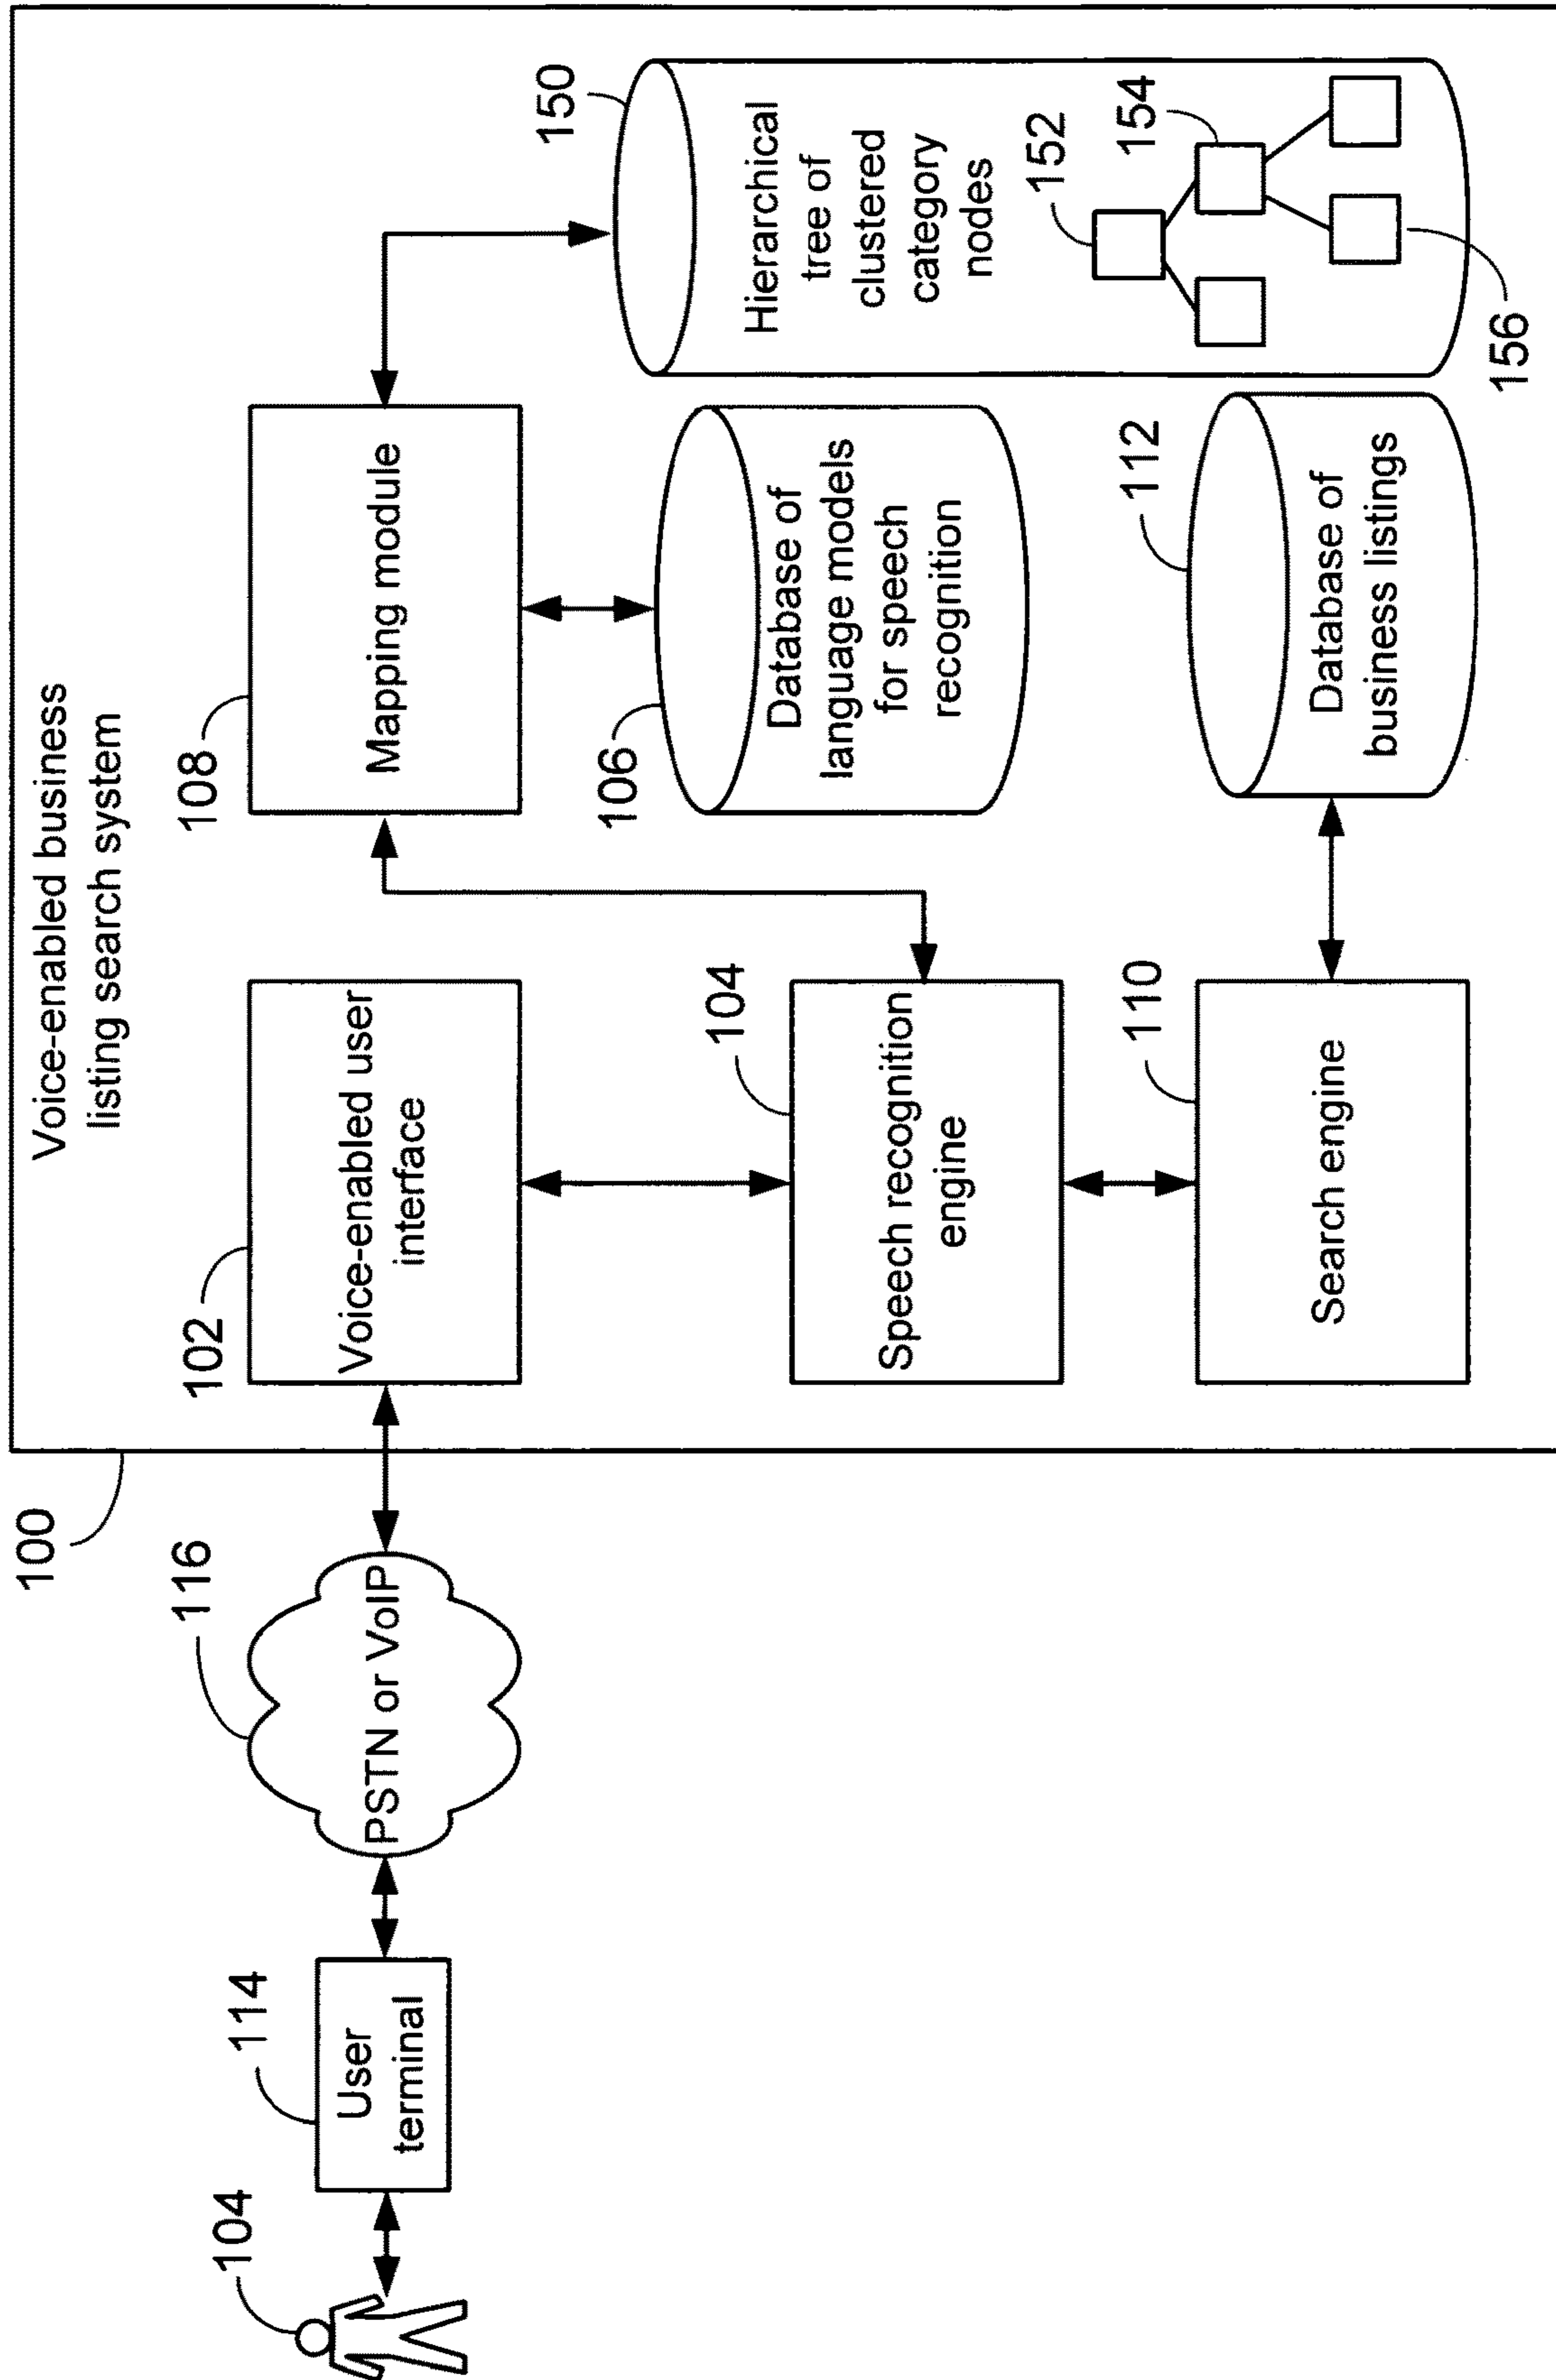 Voice-enabled business
listing search system
100
116
PSTN or VoIP
114
User
terminal
104
102
Voice-enabled user
interface
108
Mapping module
150
Hierarchical
tree of
clustered
category
nodes
152
154
156
106
Database of
language models
for speech
recognition
104
Speech recognition
engine
110
Search engine
112
Database of
business listings